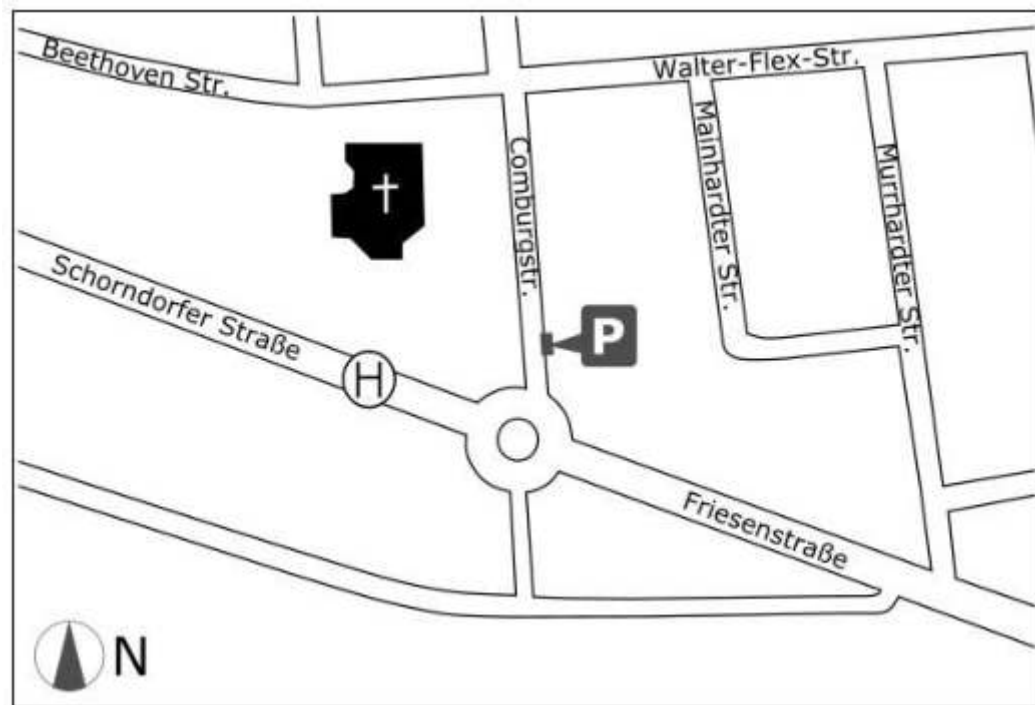 Beethoven Str.
Walter-Flex-Str.
Comburgstr.
Mainhardter Str.
Murrhardter Str.
Schorndorfer Straße
P
H
Friesenstraße
N